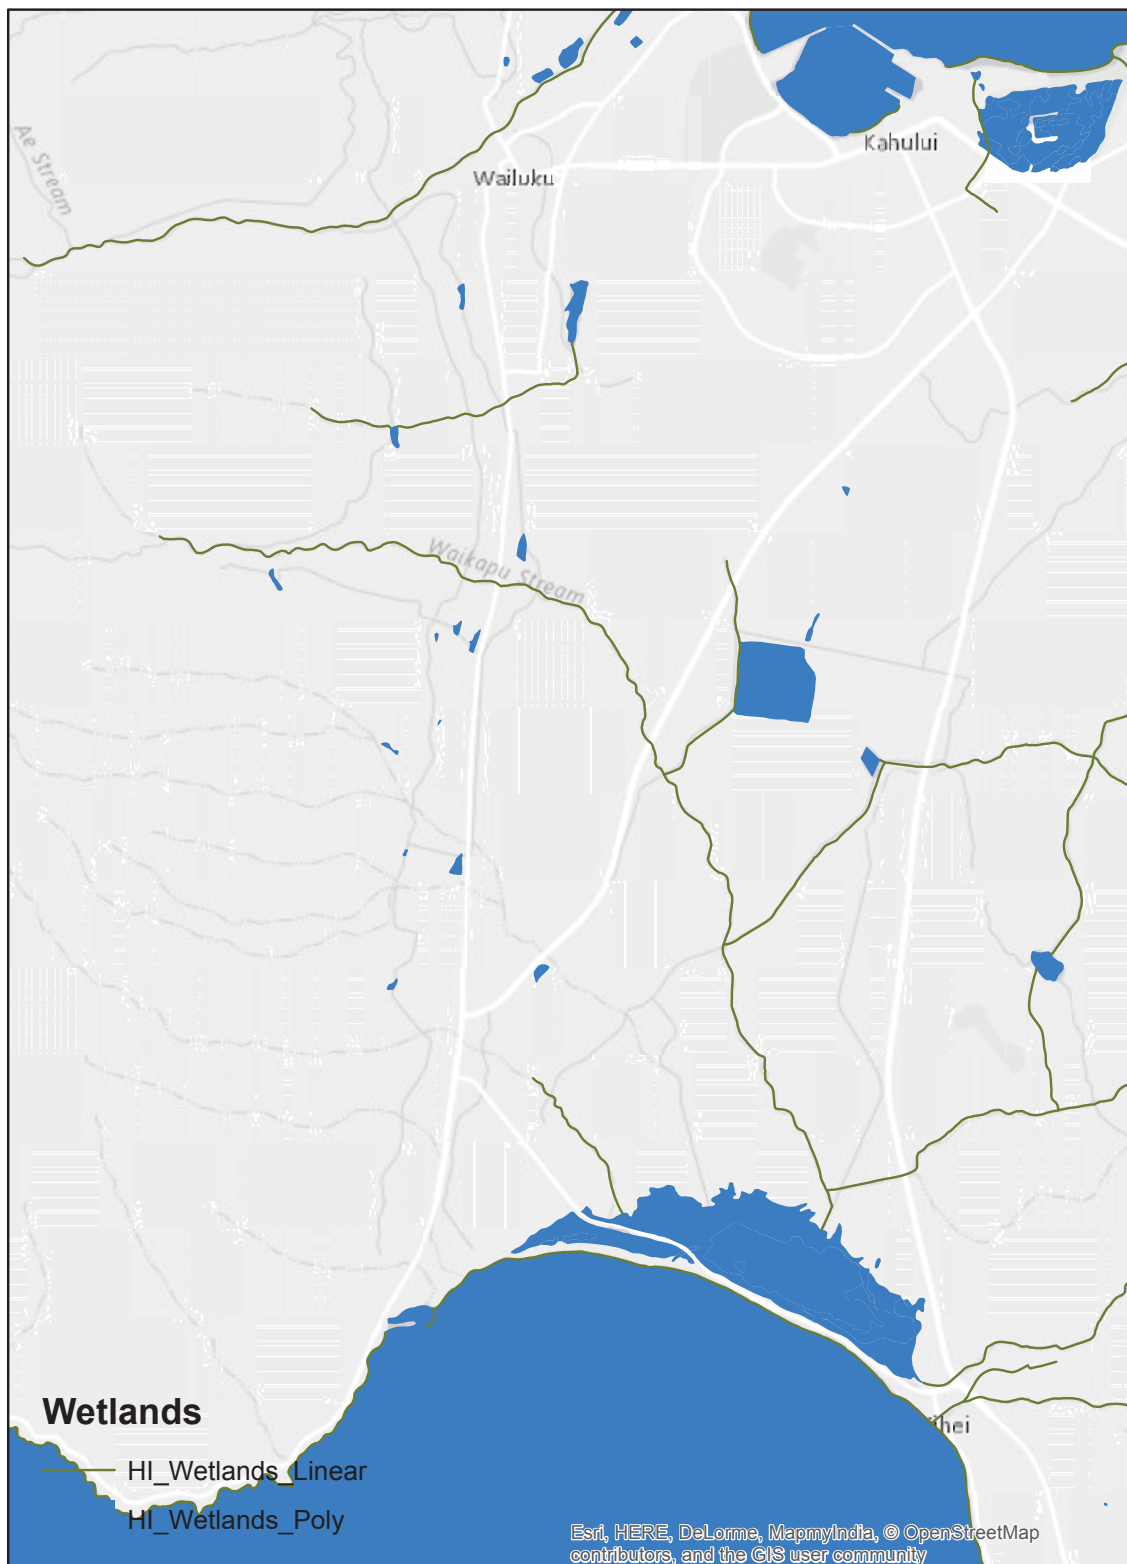 Ae Stream
Wailuku
Kahului
Waikapu Stream
Wetlands
HI_Wetlands_Linear
HI_Wetlands_Poly
ihei
Esri, HERE, DeLorme, MapmyIndia, © OpenStreetMap
contributors, and the GIS user community